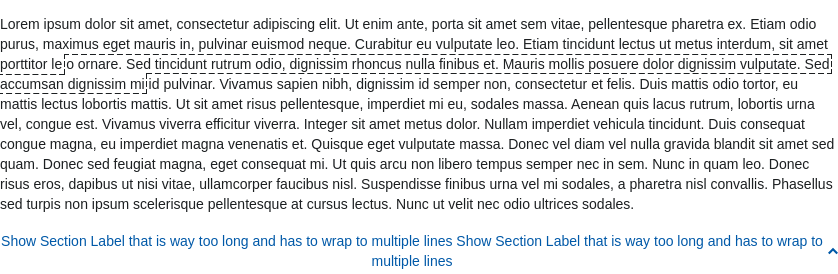 Lorem ipsum dolor sit amet, consectetur adipiscing elit. Ut enim ante, porta sit amet sem vitae, pellentesque pharetra ex. Etiam odio
purus, maximus eget mauris in, pulvinar euismod neque. Curabitur eu vulputate leo. Etiam tincidunt lectus ut metus interdum, sit amet
porttitor leo ornare. Sed tincidunt rutrum odio, dignissim rhoncus nulla finibus et. Mauris mollis posuere dolor dignissim vulputate. Sed
accumsan dignissim mi id pulvinar. Vivamus sapien nibh, dignissim id semper non, consectetur et felis. Duis mattis odio tortor, eu
mattis lectus lobortis mattis. Ut sit amet risus pellentesque, imperdiet mi eu, sodales massa. Aenean quis lacus rutrum, lobortis urna
vel, congue est. Vivamus viverra efficitur viverra. Integer sit amet metus dolor. Nullam imperdiet vehicula tincidunt. Duis consequat
congue magna, eu imperdiet magna venenatis et. Quisque eget vulputate massa. Donec vel diam vel nulla gravida blandit sit amet sed
quam. Donec sed feugiat magna, eget consequat mi. Ut quis arcu non libero tempus semper nec in sem. Nunc in quam leo. Donec
risus eros, dapibus ut nisi vitae, ullamcorper faucibus nisl. Suspendisse finibus urna vel mi sodales, a pharetra nisl convallis. Phasellus
sed turpis non ipsum scelerisque pellentesque at cursus lectus. Nunc ut velit nec odio ultrices sodales.
Show Section Label that is way too long and has to wrap to multiple lines Show Section Label that is way too long and has to wrap to
multiple lines